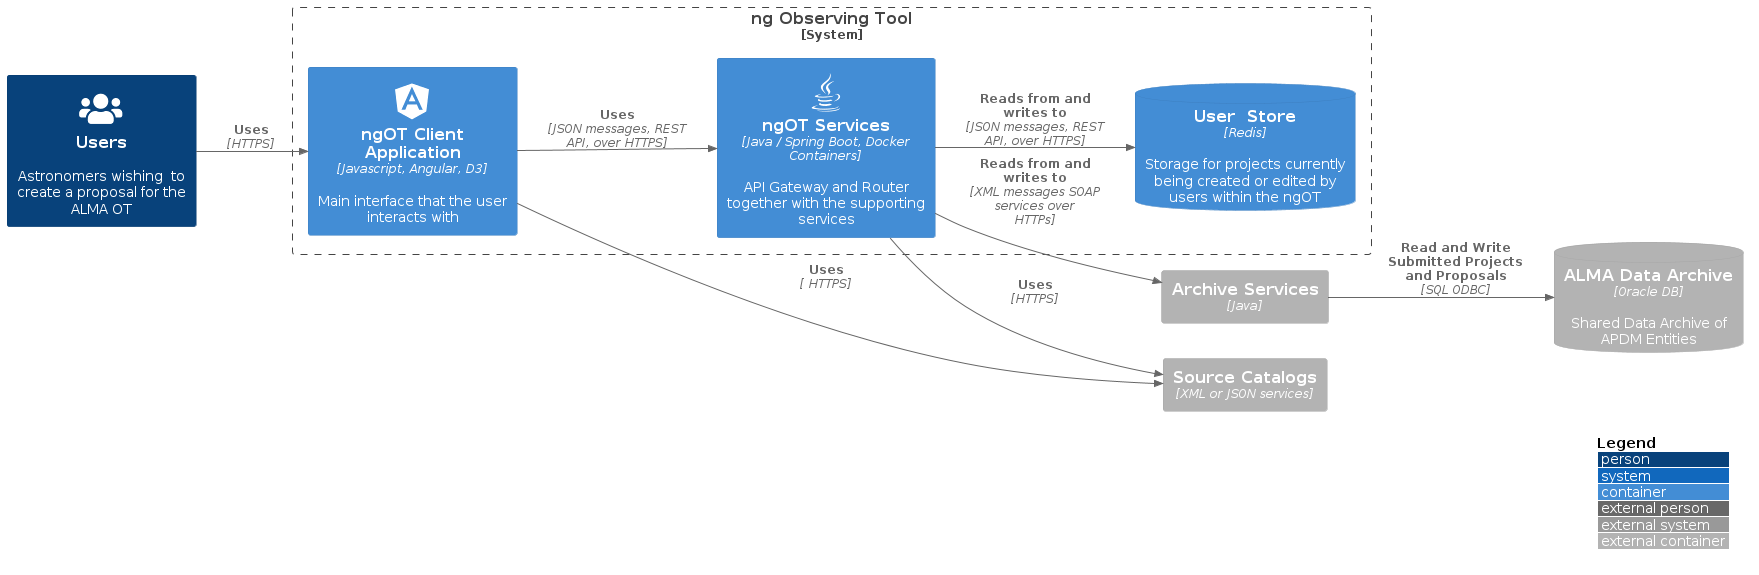 ng Observing Tool
[System]
Users
Astronomers wishing  to
create a proposal for the
ALMA OT
Uses
[HTTPS]
ngOT Client
Application
[Javascript, Angular, D3]
Main interface that the user
interacts with
Uses
[JSON messages, REST
API, over HTTPS]
ngOT Services
[Java / Spring Boot, Docker
Containers]
API Gateway and Router
together with the supporting
services
Reads from and
writes to
[JSON messages, REST
API, over HTTPS]
Reads from and
writes to
[XML messages SOAP
services over
HTTPs]
User  Store
[Redis]
Storage for projects currently
being created or edited by
users within the ngOT
Uses
[ HTTPS]
Uses
[HTTPS]
Archive Services
[Java]
Read and Write
Submitted Projects
and Proposals
[SQL ODBC]
ALMA Data Archive
[Oracle DB]
Shared Data Archive of
APDM Entities
Source Catalogs
[XML or JSON services]
Legend
person
system
container
external person
external system
external container